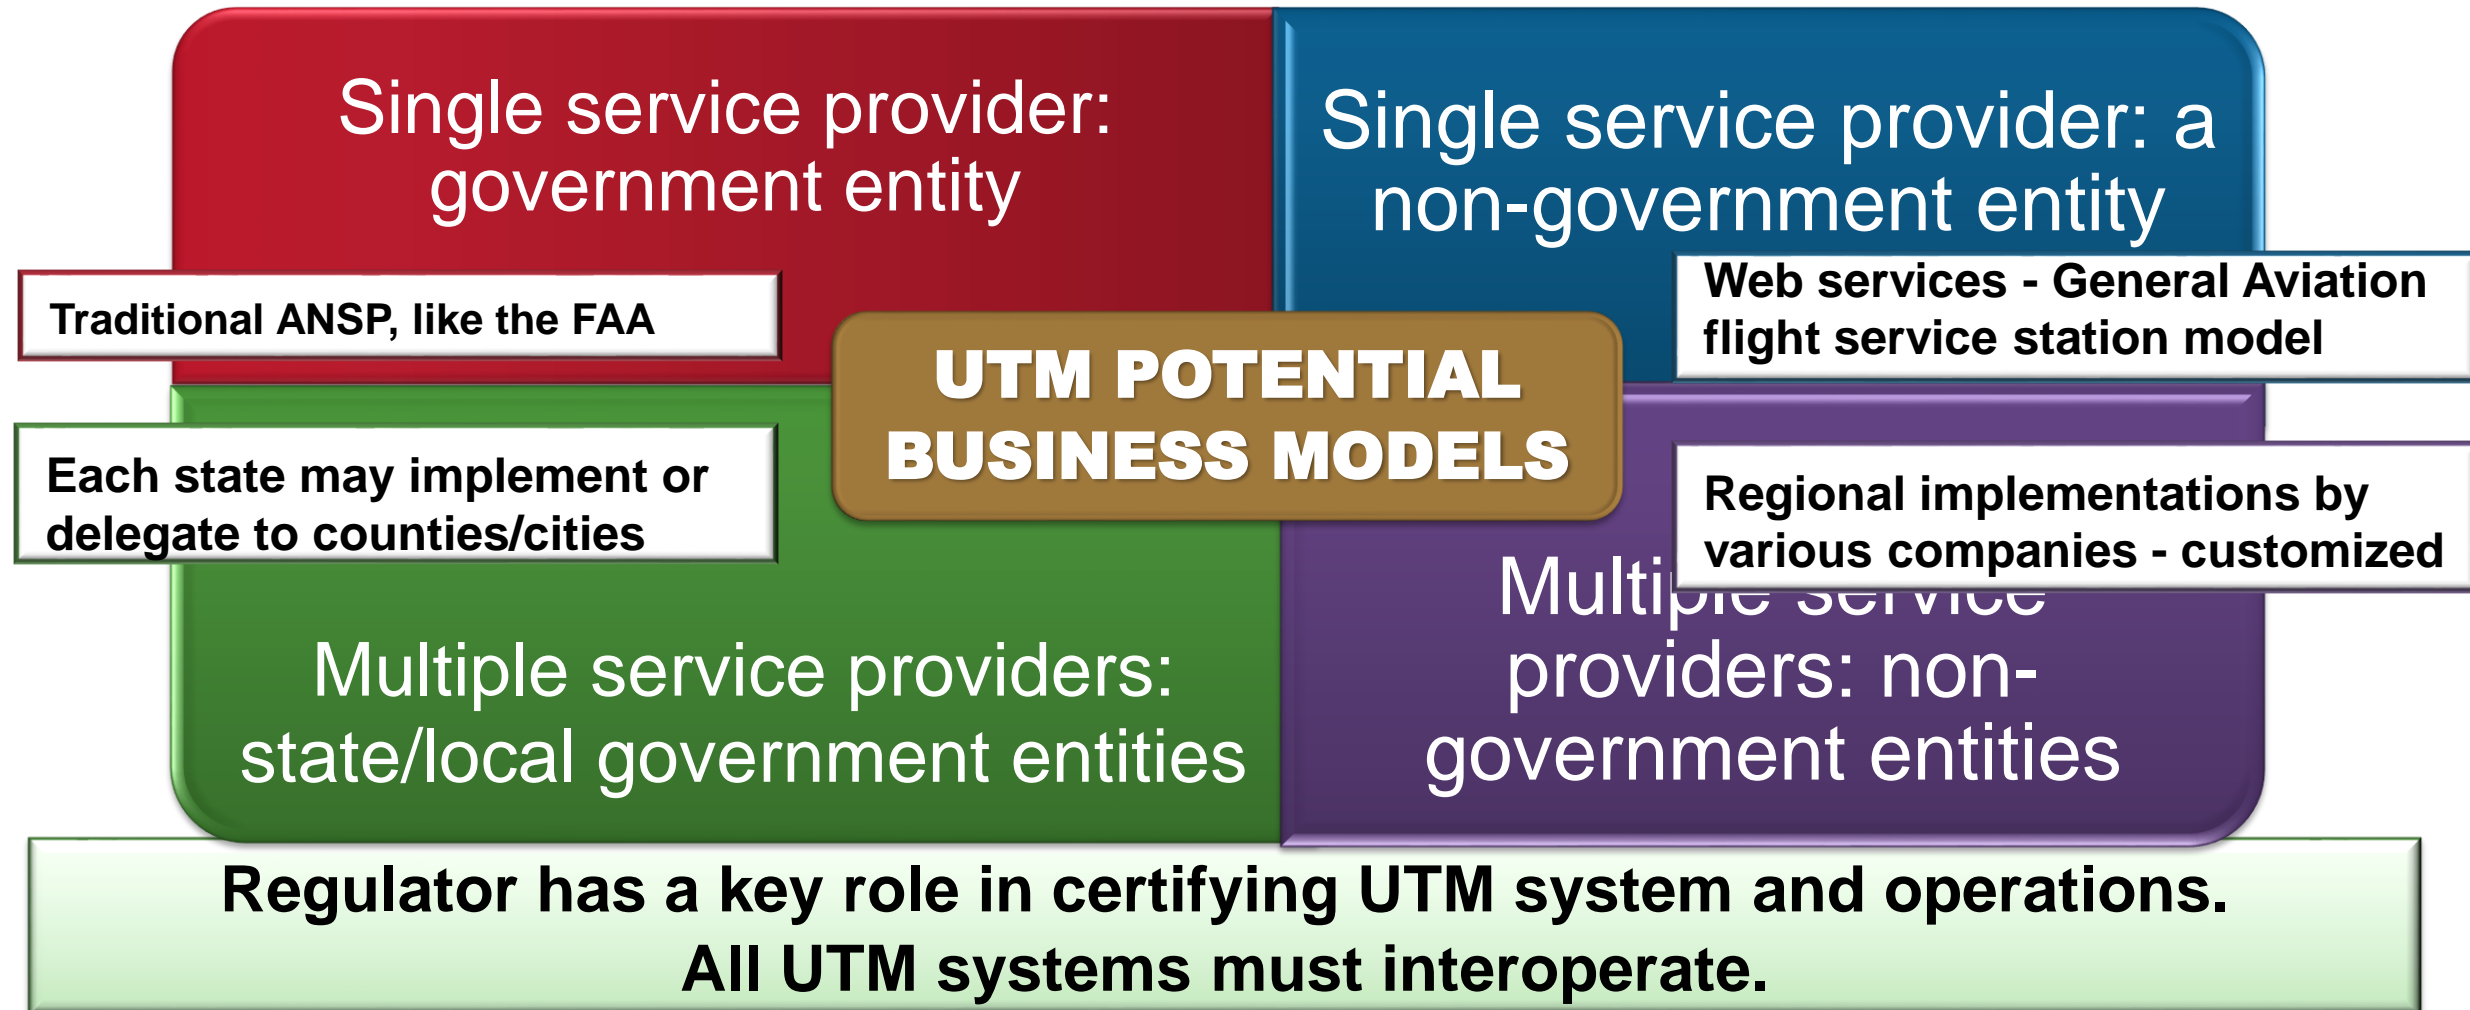 Single service provider:
government entity
Traditional ANSP, like the FAA
Single service provider: a
non-government entity
Web services - General Aviation
flight service station model
UTM POTENTIAL
BUSINESS MODELS
Each state may implement or
delegate to counties/cities
Multiple service providers:
state/local government entities
Regional implementations by
various companies - customized
Multiple service
providers: non-
government entities
Regulator has a key role in certifying UTM system and operations.
All UTM systems must interoperate.